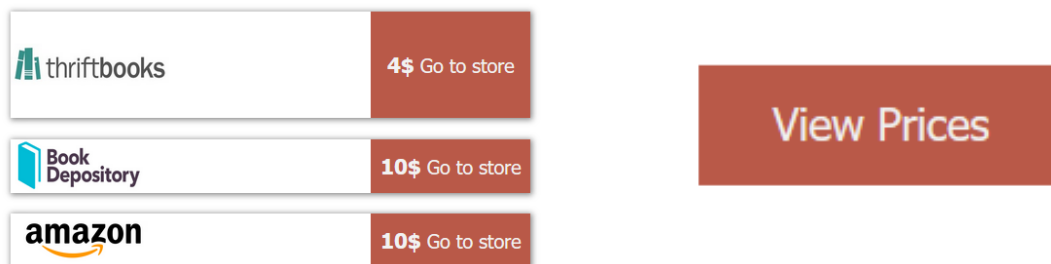 thriftbooks
4$ Go to store
Book
Depository
10$ Go to store
amazon
10$ Go to store
View Prices